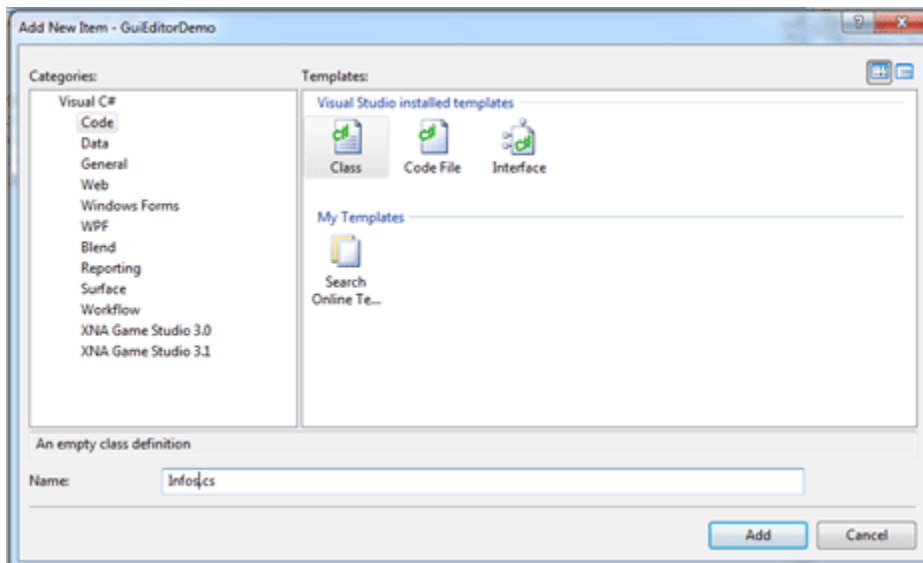 Add New Item - GuiEditorDemo
Categories:
Templates:
Visual C#
Code
Data
General
Web
Windows Forms
WPF
Blend
Reporting
Surface
Workflow
XNA Game Studio 3.0
XNA Game Studio 3.1
Visual Studio installed templates
Class
Code File
Interface
My Templates
Search
Online Te...
An empty class definition
Name:
Infos.cs
Add
Cancel